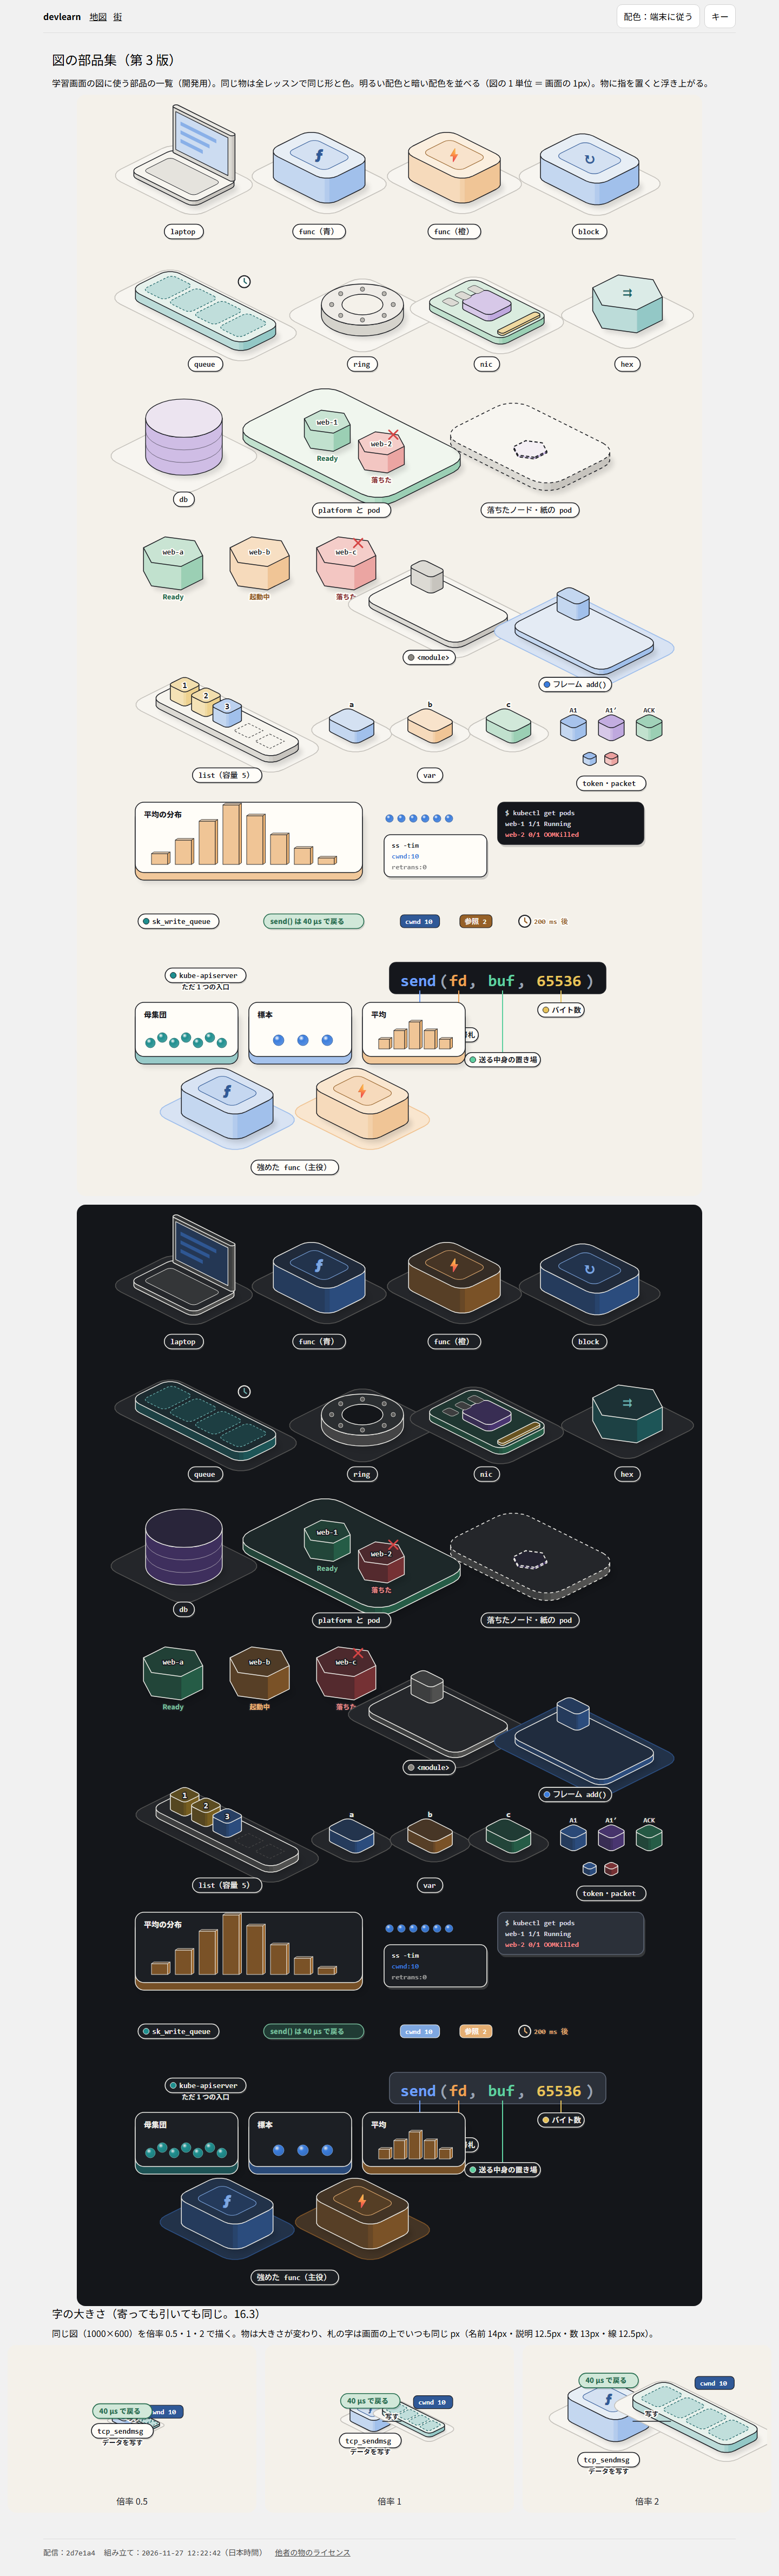 devlearn 地図 街
配色：端末に従う キー
図の部品集（第 3 版）
学習画面の図に使う部品の一覧（開発用）。同じ物は全レッスンで同じ形と色。明るい配色と暗い配色を並べる（図の 1 単位 ＝ 画面の 1px）。物に指を置くと浮き上がる。
laptop
func（青）
func（橙）
block
queue
ring
nic
hex
web-1
Ready
web-2
落ちた
db
platform と pod
落ちたノード・紙の pod
web-a
Ready
web-b
起動中
web-c
落ちた
<module>
フレーム add()
1
2
3
list（容量 5）
a
b
c
var
A1
A1′
ACK
token・packet
平均の分布
ss -tim
cwnd:10
retrans:0
$ kubectl get pods
web-1 1/1 Running
web-2 0/1 OOMKilled
sk_write_queue
send() は 40 μs で戻る
cwnd 10
参照 2
200 ms 後
kube-apiserver
ただ 1 つの入口
send(fd, buf, 65536 )
バイト数
札
送る中身の置き場
母集団
標本
平均
強めた func（主役）
laptop
func（青）
func（橙）
block
queue
ring
nic
hex
web-1
Ready
web-2
落ちた
db
platform と pod
落ちたノード・紙の pod
web-a
Ready
web-b
起動中
web-c
落ちた
<module>
フレーム add()
1
2
3
list（容量 5）
a
b
c
var
A1
A1′
ACK
token・packet
平均の分布
ss -tim
cwnd:10
retrans:0
$ kubectl get pods
web-1 1/1 Running
web-2 0/1 OOMKilled
sk_write_queue
send() は 40 μs で戻る
cwnd 10
参照 2
200 ms 後
kube-apiserver
ただ 1 つの入口
send(fd, buf, 65536 )
バイト数
札
送る中身の置き場
母集団
標本
平均
強めた func（主役）
字の大きさ（寄っても引いても同じ。16.3）
同じ図（1000×600）を倍率 0.5・1・2 で描く。物は大きさが変わり、札の字は画面の上でいつも同じ px（名前 14px・説明 12.5px・数 13px・線 12.5px）。
40 μs で戻る
wnd 10
tcp_sendmsg
データを写す
倍率 0.5
40 μs で戻る
cwnd 10
写す
tcp_sendmsg
データを写す
倍率 1
40 μs で戻る
cwnd 10
写す
tcp_sendmsg
データを写す
倍率 2
配信：2d7e1a4 組み立て：2026-11-27 12:22:42（日本時間） 他者の物のライセンス